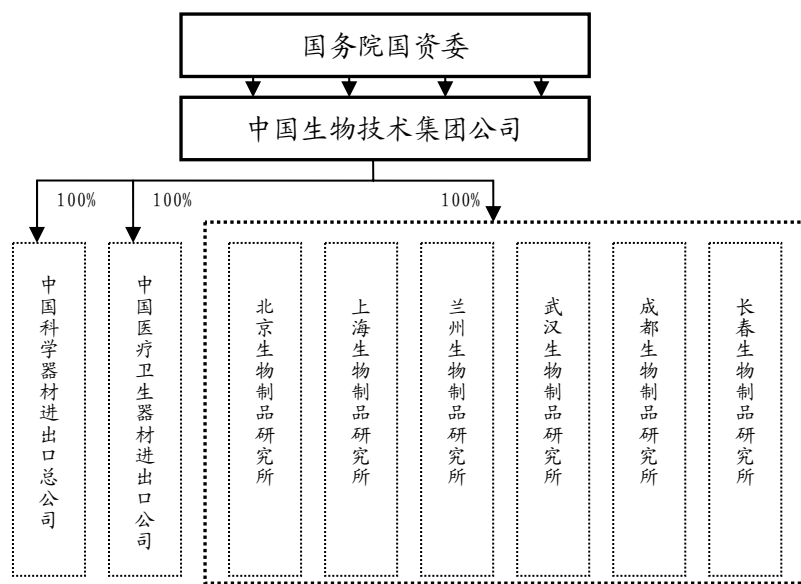 国务院国资委
中国生物技术集团公司
100%
100%
100%
中国科学器材进出口总公司
中国医疗卫生器材进出口公司
北京生物制品研究所
上海生物制品研究所
兰州生物制品研究所
武汉生物制品研究所
成都生物制品研究所
长春生物制品研究所